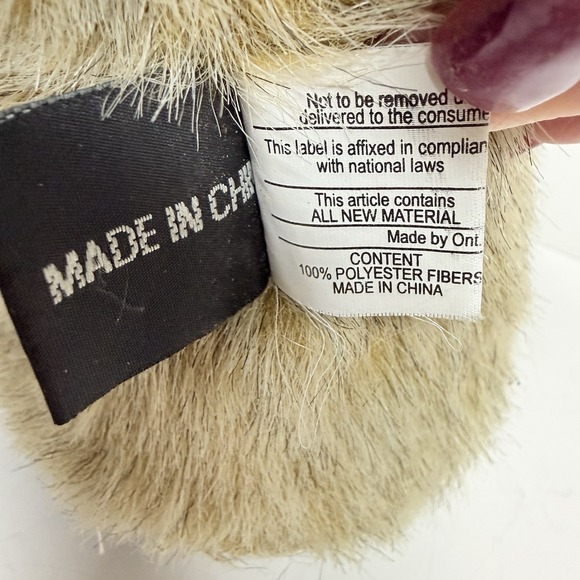 MADE IN CHI
Not to be removed
delivered to the consume
This label is affixed in complian
with national laws
This article contains
ALL NEW MATERIAL
Made by Ont.
CONTENT
100% POLYESTER FIBERS
MADE IN CHINA